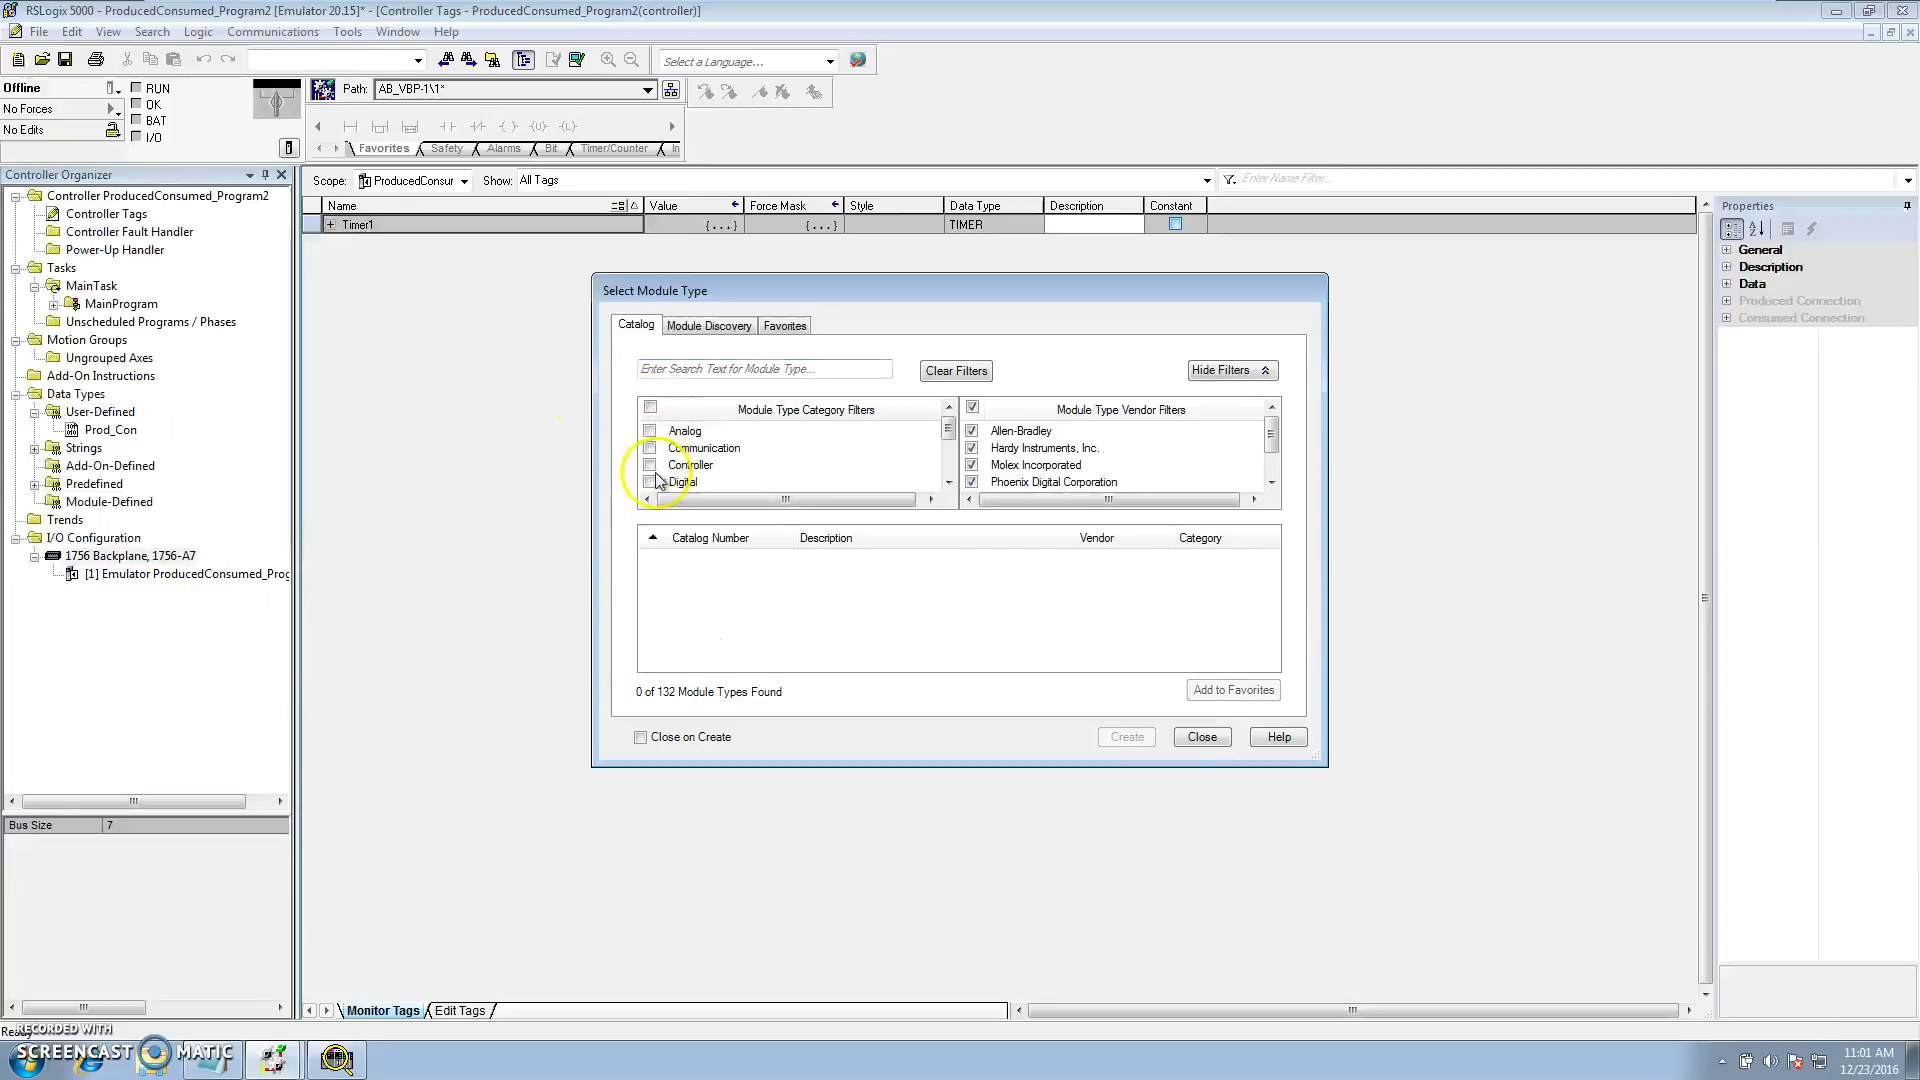 RSLogix 5000 - ProducedConsumed_Program2 [Emulator 20.15]* - [Controller Tags - ProducedConsumed_Program2(controller)]
File Edit View Search Logic Communications Tools Window Help
Select a Language...
Offline
RUN
No Forces
OK
No Edits
BAT
I/O
Path: AB_VBP-1\1*
Favorites Safety Alarms Bit Timer/Counter In
Controller Organizer
Controller ProducedConsumed_Program2
Controller Tags
Controller Fault Handler
Power-Up Handler
Tasks
MainTask
MainProgram
Unscheduled Programs / Phases
Motion Groups
Ungrouped Axes
Add-On Instructions
Data Types
User-Defined
Prod_Con
Strings
Add-On-Defined
Predefined
Module-Defined
Trends
I/O Configuration
1756 Backplane, 1756-A7
[1] Emulator ProducedConsumed_Prog
Bus Size 7
Scope: ProducedConsur Show: All Tags
Enter Name Filter...
Name Value Force Mask Style Data Type Description Constant
Timer1 {...} {...} TIMER
Properties
General
Description
Data
Produced Connection
Consumed Connection
Select Module Type
Catalog Module Discovery Favorites
Enter Search Text for Module Type...
Clear Filters
Hide Filters
Module Type Category Filters
Analog
Communication
Controller
Digital
Module Type Vendor Filters
Allen-Bradley
Hardy Instruments, Inc.
Molex Incorporated
Phoenix Digital Corporation
Catalog Number Description Vendor Category
0 of 132 Module Types Found
Add to Favorites
Close on Create
Create Close Help
Monitor Tags Edit Tags
Ready
RECORDED WITH
SCREENCAST MATIC
11:01 AM
12/23/2016